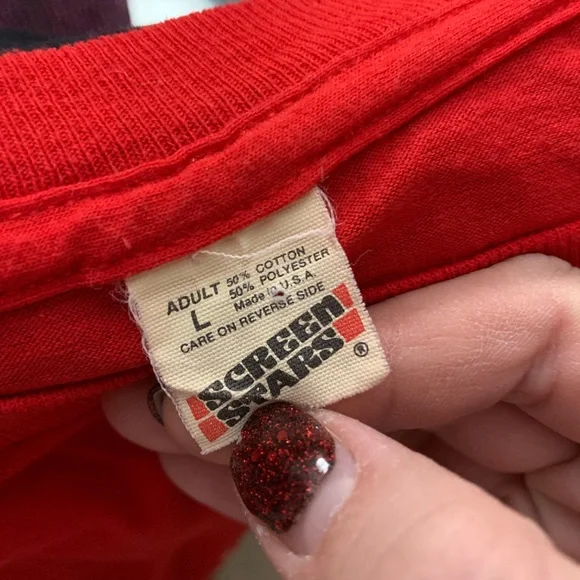 ADULT 50% COTTON
50% POLYESTER
L Made in U.S.A.
CARE ON REVERSE SIDE
SCREEN
STARS ®